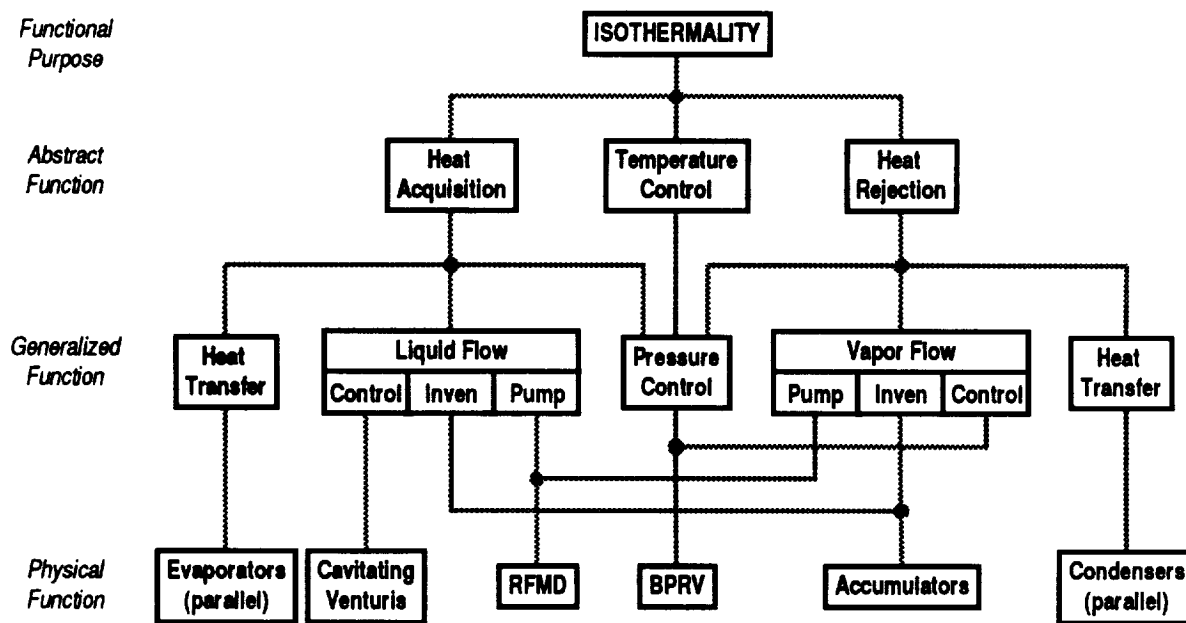 Functional
Purpose
ISOTHERMALITY
Abstract
Function
Heat
Acquisition
Temperature
Control
Heat
Rejection
Generalized
Function
Heat
Transfer
Liquid Flow
Control Inven Pump
Pressure
Control
Vapor Flow
Pump Inven Control
Heat
Transfer
Physical
Function
Evaporators
(parallel)
Cavitating
Venturis
RFMD
BPRV
Accumulators
Condensers
(parallel)